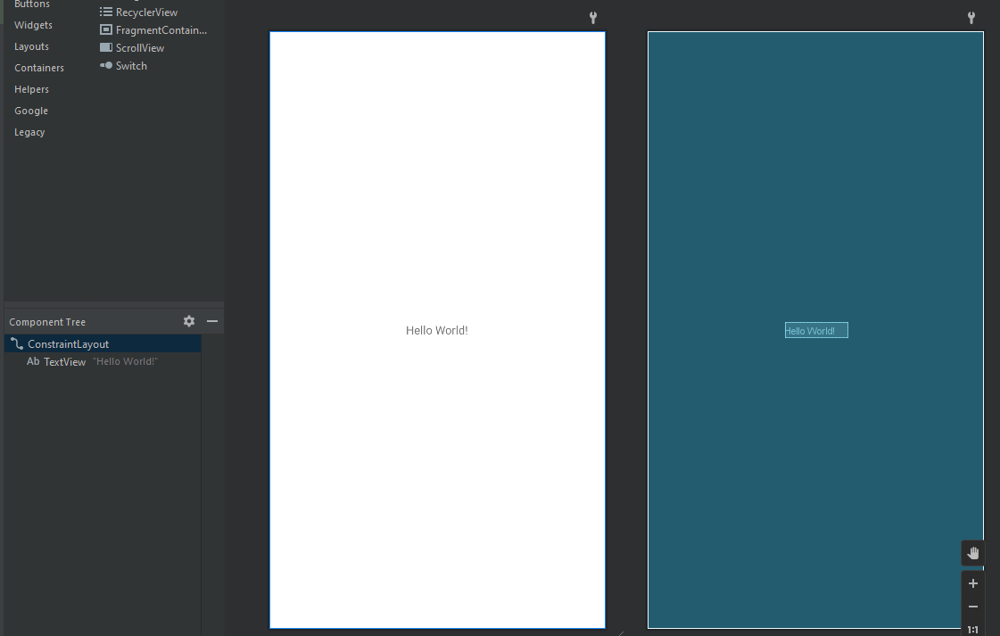 Buttons
Widgets
Layouts
Containers
Helpers
Google
Legacy
RecyclerView
FragmentContain...
ScrollView
Switch
Component Tree
ConstraintLayout
Ab TextView "Hello World!"
Hello World!
Hello World!
1:1